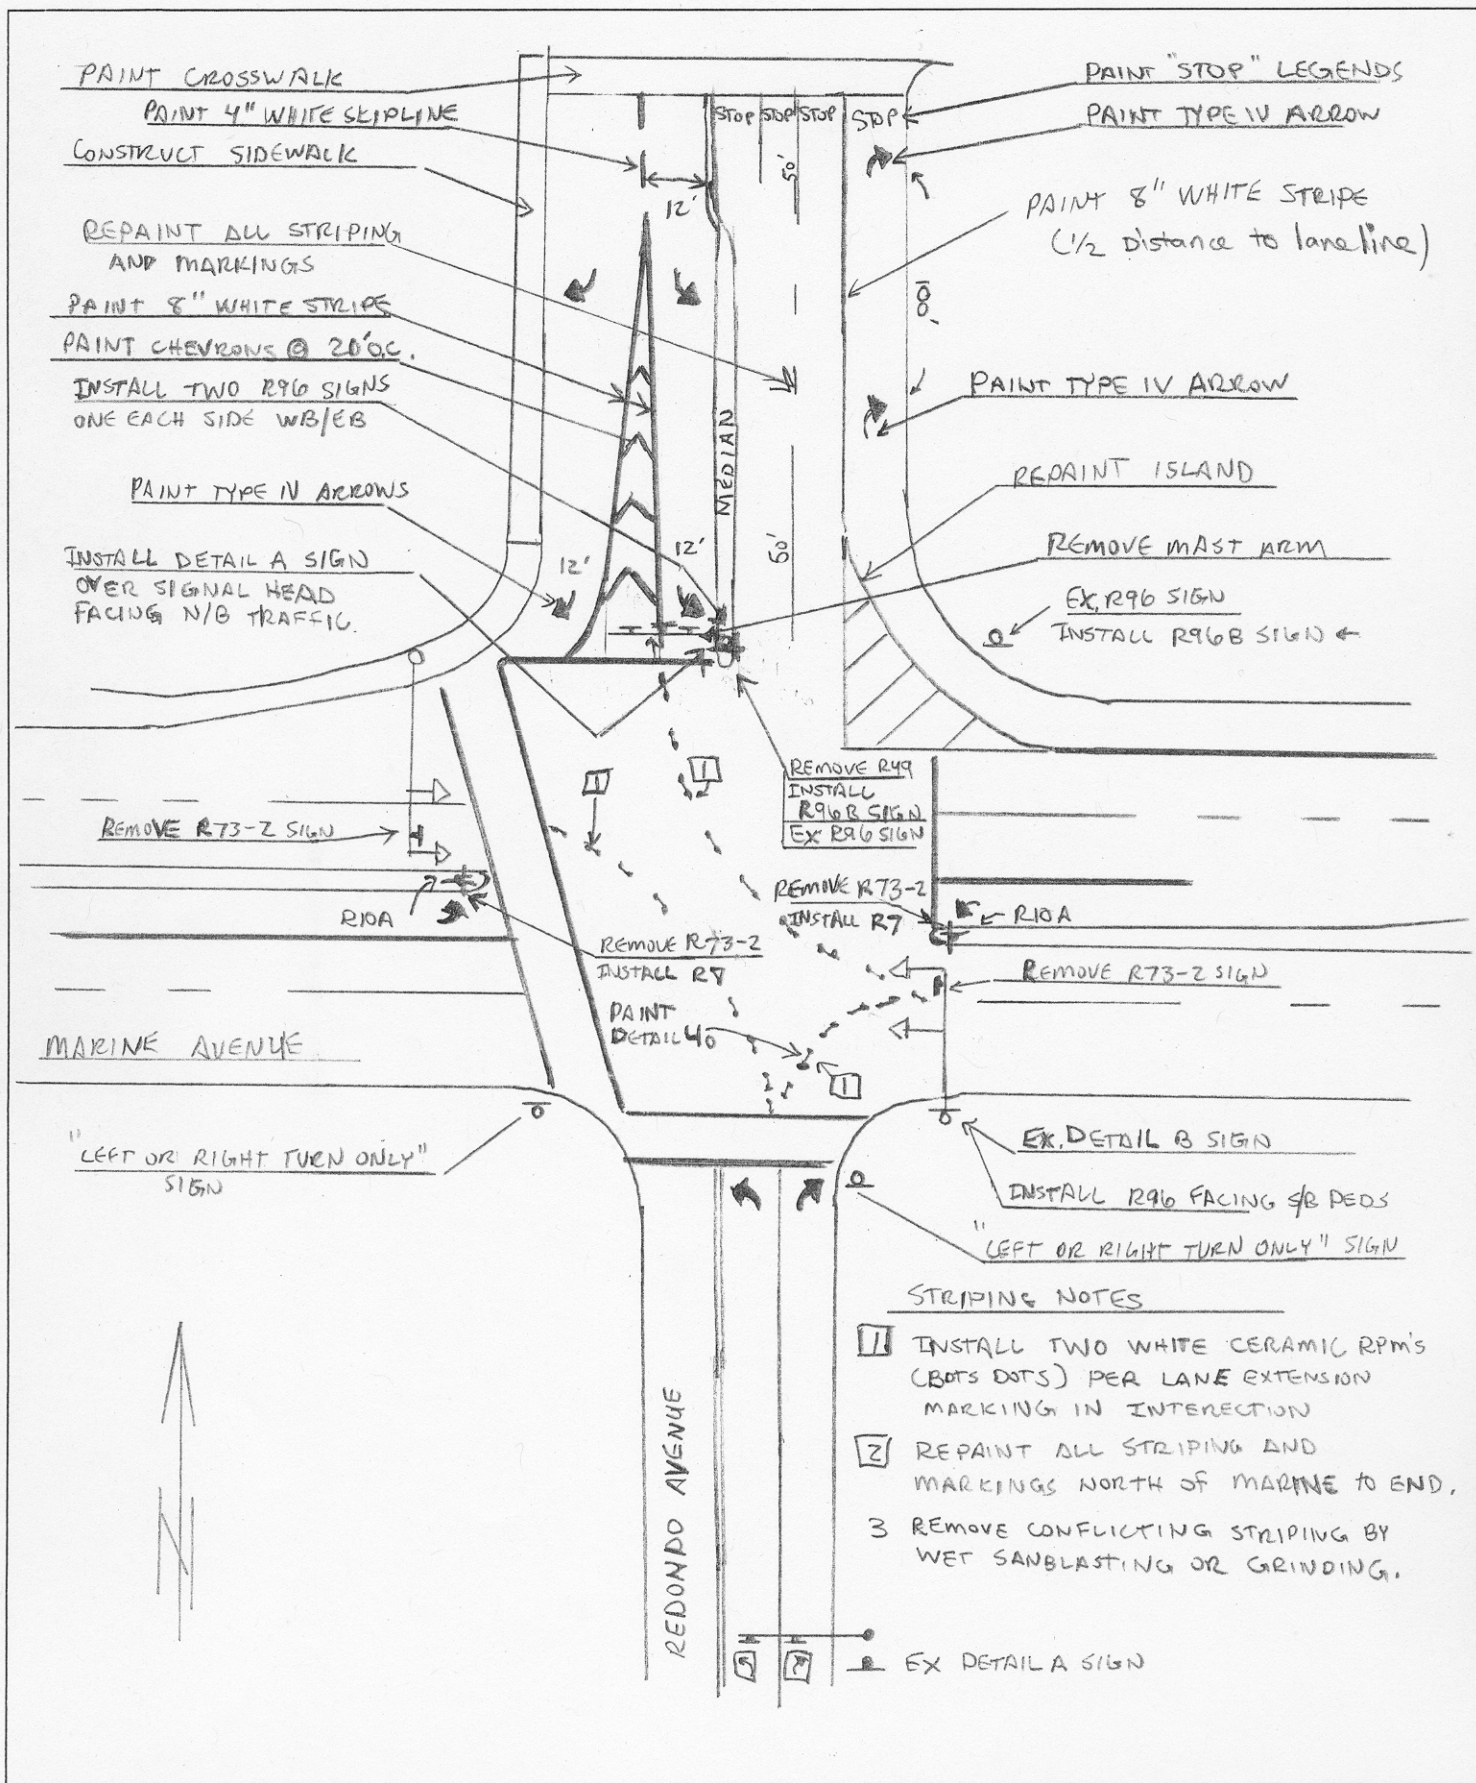 PAINT CROSSWALK
PAINT 4" WHITE SKIPLINE
CONSTRUCT SIDEWALK
REPAINT ALL STRIPING
AND MARKINGS
PAINT 8" WHITE STRIPE
PAINT CHEVRONS @ 20' O.C.
INSTALL TWO R96 SIGNS
ONE EACH SIDE WB/EB
PAINT TYPE IV ARROWS
INSTALL DETAIL A SIGN
OVER SIGNAL HEAD
FACING N/B TRAFFIC.
STOP STOP STOP STOP
12'
50'
MEDIAN
60'
12'
12'
PAINT "STOP" LEGENDS
PAINT TYPE IV ARROW
PAINT 8" WHITE STRIPE
(1/2 Distance to lane line)
PAINT TYPE IV ARROW
REPAINT ISLAND
REMOVE MAST ARM
EX. R96 SIGN
INSTALL R96B SIGN ←
1
1
REMOVE R49
INSTALL
R96B SIGN
EX R96 SIGN
REMOVE R73-2 SIGN
R10A
REMOVE R73-2
INSTALL R7
R10A
REMOVE R73-2
INSTALL R7
REMOVE R73-2 SIGN
PAINT
DETAIL 40
1
MARINE AVENUE
"LEFT OR RIGHT TURN ONLY"
SIGN
EX. DETAIL B SIGN
INSTALL R96 FACING S/B PEDS
"LEFT OR RIGHT TURN ONLY" SIGN
STRIPING NOTES
1 INSTALL TWO WHITE CERAMIC RPM'S
(BOTS DOTS) PER LANE EXTENSION
MARKING IN INTERECTION
2 REPAINT ALL STRIPING AND
MARKINGS NORTH OF MARINE TO END.
3 REMOVE CONFLICTING STRIPING BY
WET SANBLASTING OR GRINDING.
REDONDO AVENUE
N
EX DETAIL A SIGN